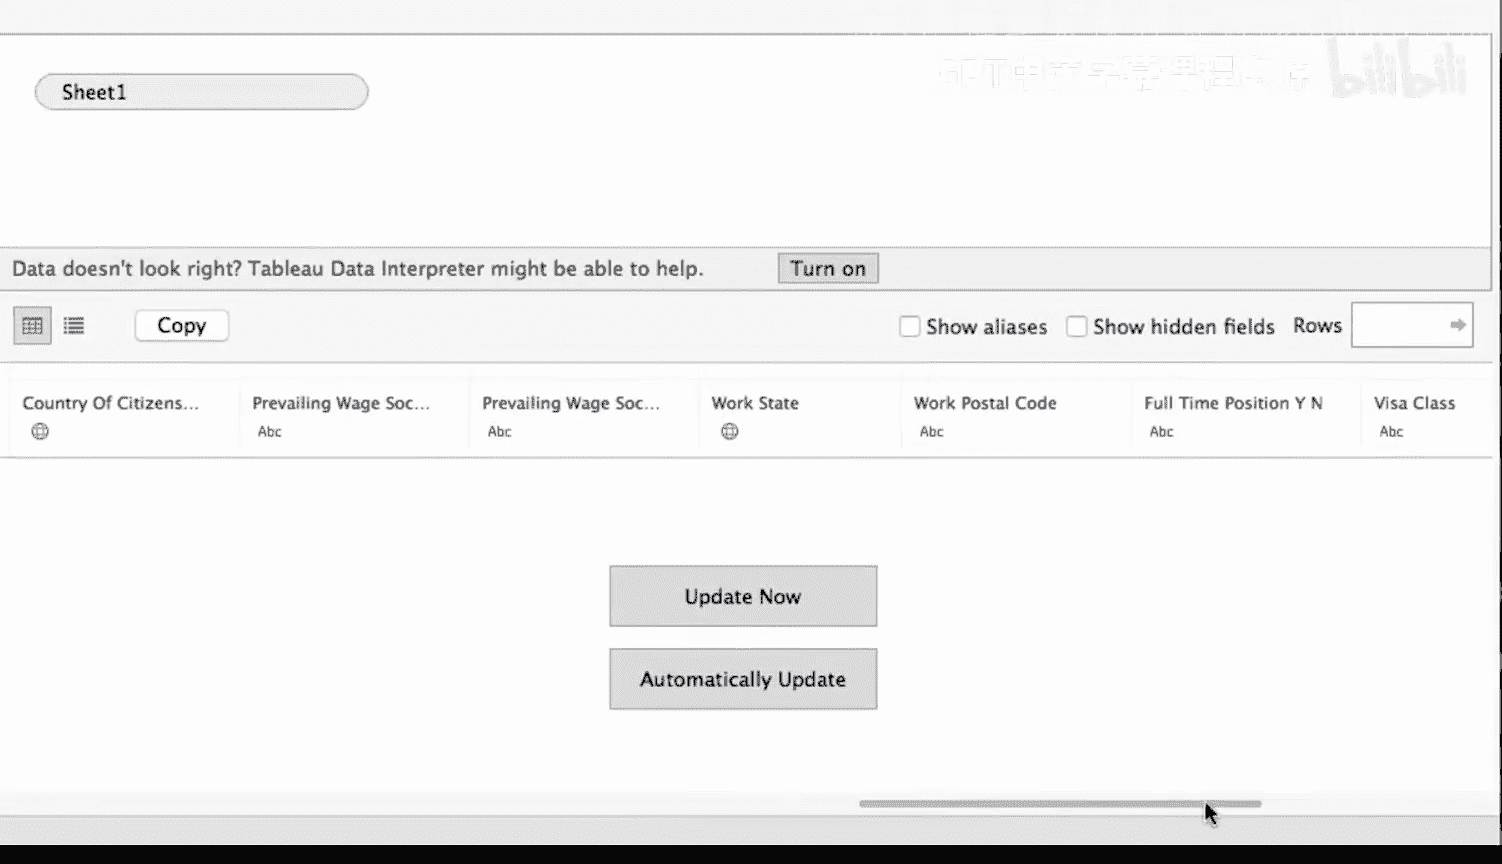 bilibili
Sheet1
Data doesn't look right? Tableau Data Interpreter might be able to help. Turn on
Copy Show aliases Show hidden fields Rows
Country Of Citizens... Prevailing Wage Soc... Prevailing Wage Soc... Work State Work Postal Code Full Time Position Y N Visa Class
Abc Abc Abc Abc Abc
Update Now
Automatically Update